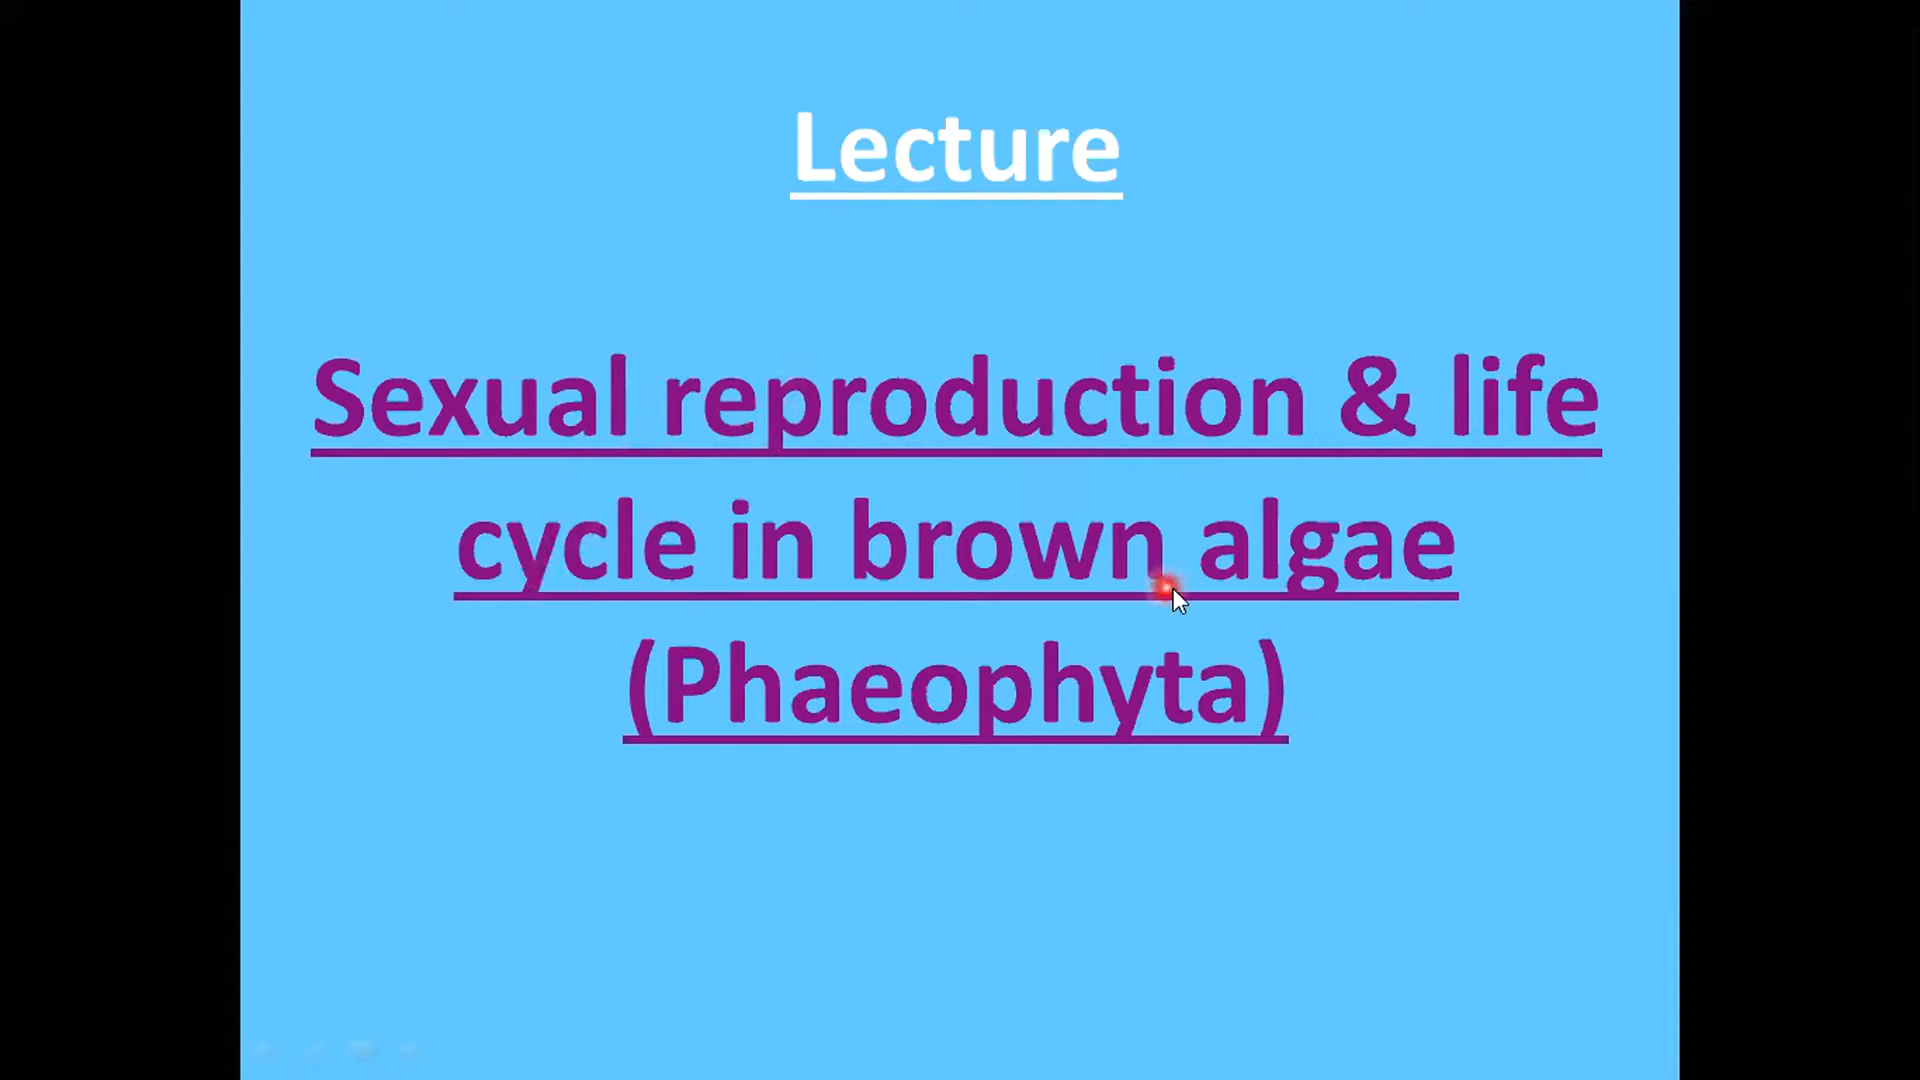 Lecture
Sexual reproduction & life
cycle in brown algae
(Phaeophyta)